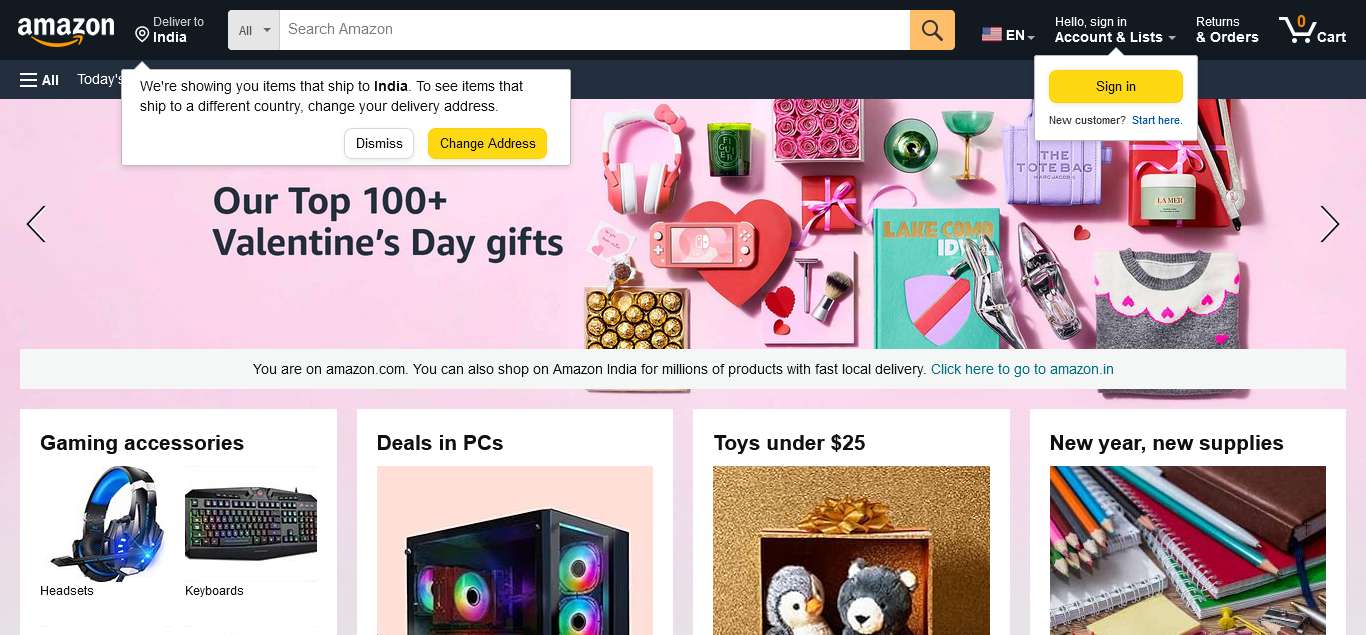 amazon
Deliver to
India
All
Search Amazon
EN
Hello, sign in
Account & Lists
Returns
& Orders
0
Cart
All
Today's
We're showing you items that ship to India. To see items that
ship to a different country, change your delivery address.
Dismiss
Change Address
Sign in
New customer? Start here.
Our Top 100+
Valentine's Day gifts
FIGUIER
THE
TOTE BAG
MARC JACOBS
LA MER
LAKE COMO
IDYLL
You are on amazon.com. You can also shop on Amazon India for millions of products with fast local delivery. Click here to go to amazon.in
Gaming accessories
Headsets
Keyboards
Deals in PCs
Toys under $25
New year, new supplies